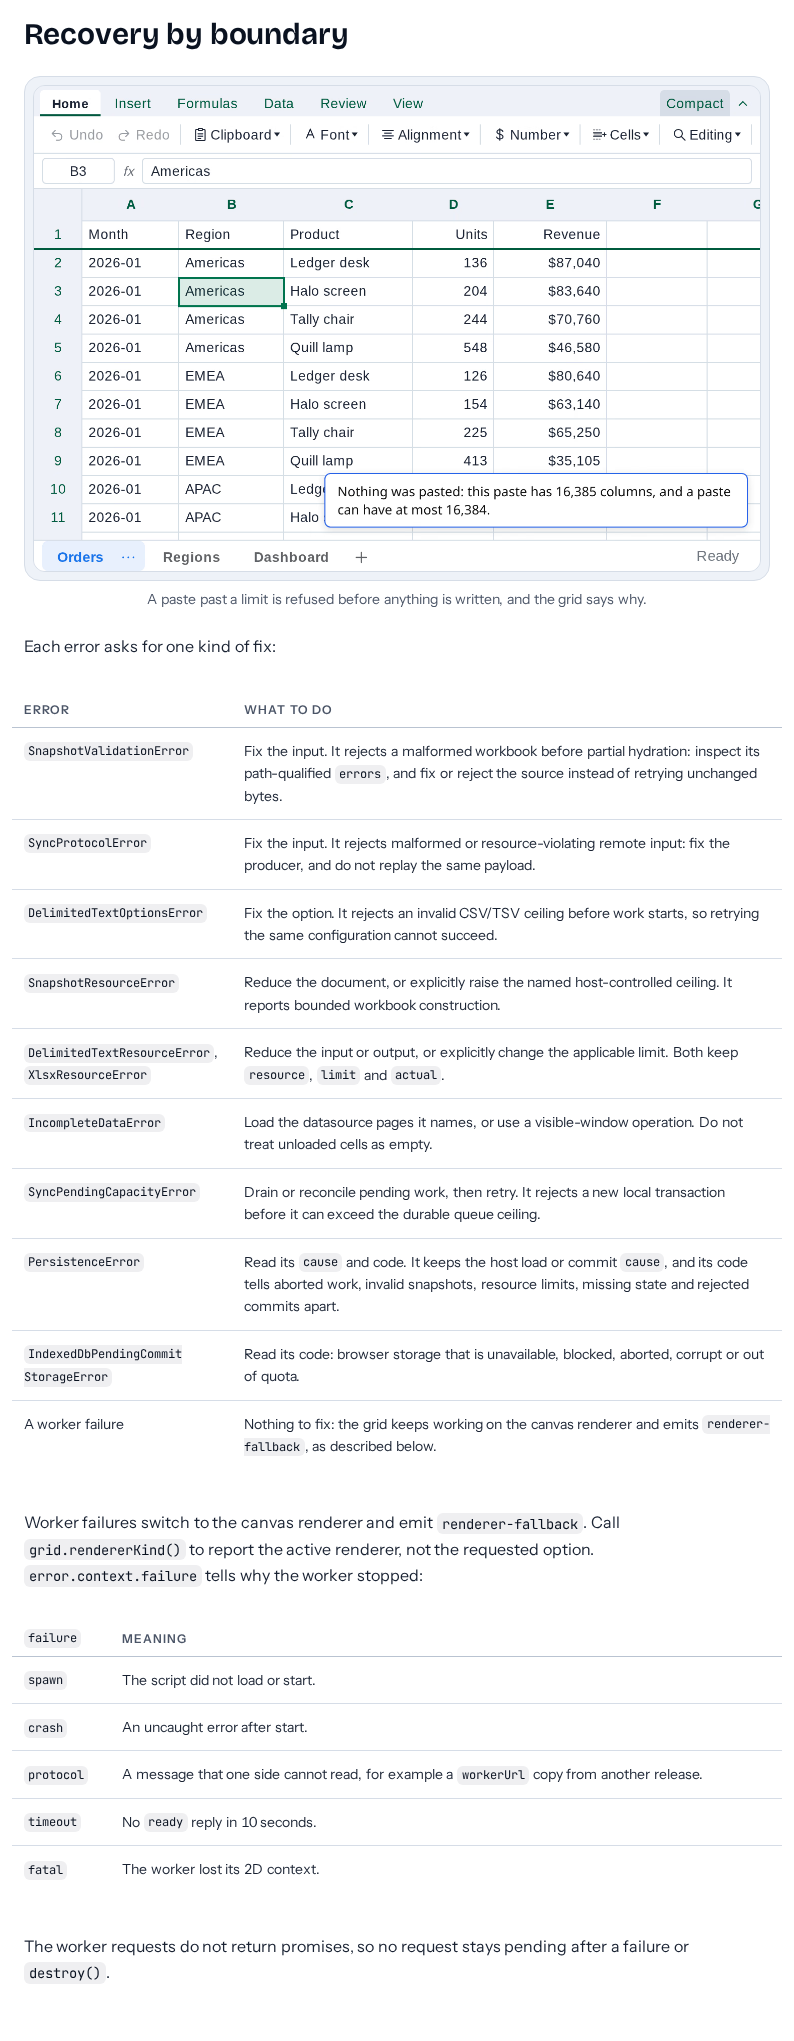 Recovery by boundary
Home Insert Formulas Data Review View Compact
Undo Redo Clipboard Font Alignment $ Number Cells Editing
B3 fx Americas
A B C D E F G
1 Month Region Product Units Revenue
2 2026-01 Americas Ledger desk 136 $87,040
3 2026-01 Americas Halo screen 204 $83,640
4 2026-01 Americas Tally chair 244 $70,760
5 2026-01 Americas Quill lamp 548 $46,580
6 2026-01 EMEA Ledger desk 126 $80,640
7 2026-01 EMEA Halo screen 154 $63,140
8 2026-01 EMEA Tally chair 225 $65,250
9 2026-01 EMEA Quill lamp 413 $35,105
10 2026-01 APAC
11 2026-01 APAC Halo
Nothing was pasted: this paste has 16,385 columns, and a paste
can have at most 16,384.
Orders ··· Regions Dashboard + Ready
A paste past a limit is refused before anything is written, and the grid says why.
Each error asks for one kind of fix:
ERROR WHAT TO DO
SnapshotValidationError Fix the input. It rejects a malformed workbook before partial hydration: inspect its
path-qualified errors, and fix or reject the source instead of retrying unchanged
bytes.
SyncProtocolError Fix the input. It rejects malformed or resource-violating remote input: fix the
producer, and do not replay the same payload.
DelimitedTextOptionsError Fix the option. It rejects an invalid CSV/TSV ceiling before work starts, so retrying
the same configuration cannot succeed.
SnapshotResourceError Reduce the document, or explicitly raise the named host-controlled ceiling. It
reports bounded workbook construction.
DelimitedTextResourceError, Reduce the input or output, or explicitly change the applicable limit. Both keep
XlsxResourceError resource, limit and actual.
IncompleteDataError Load the datasource pages it names, or use a visible-window operation. Do not
treat unloaded cells as empty.
SyncPendingCapacityError Drain or reconcile pending work, then retry. It rejects a new local transaction
before it can exceed the durable queue ceiling.
PersistenceError Read its cause and code. It keeps the host load or commit cause, and its code
tells aborted work, invalid snapshots, resource limits, missing state and rejected
commits apart.
IndexedDbPendingCommit Read its code: browser storage that is unavailable, blocked, aborted, corrupt or out
StorageError of quota.
A worker failure Nothing to fix: the grid keeps working on the canvas renderer and emits renderer-
fallback, as described below.
Worker failures switch to the canvas renderer and emit renderer-fallback. Call
grid.rendererKind() to report the active renderer, not the requested option.
error.context.failure tells why the worker stopped:
failure MEANING
spawn The script did not load or start.
crash An uncaught error after start.
protocol A message that one side cannot read, for example a workerUrl copy from another release.
timeout No ready reply in 10 seconds.
fatal The worker lost its 2D context.
The worker requests do not return promises, so no request stays pending after a failure or
destroy().